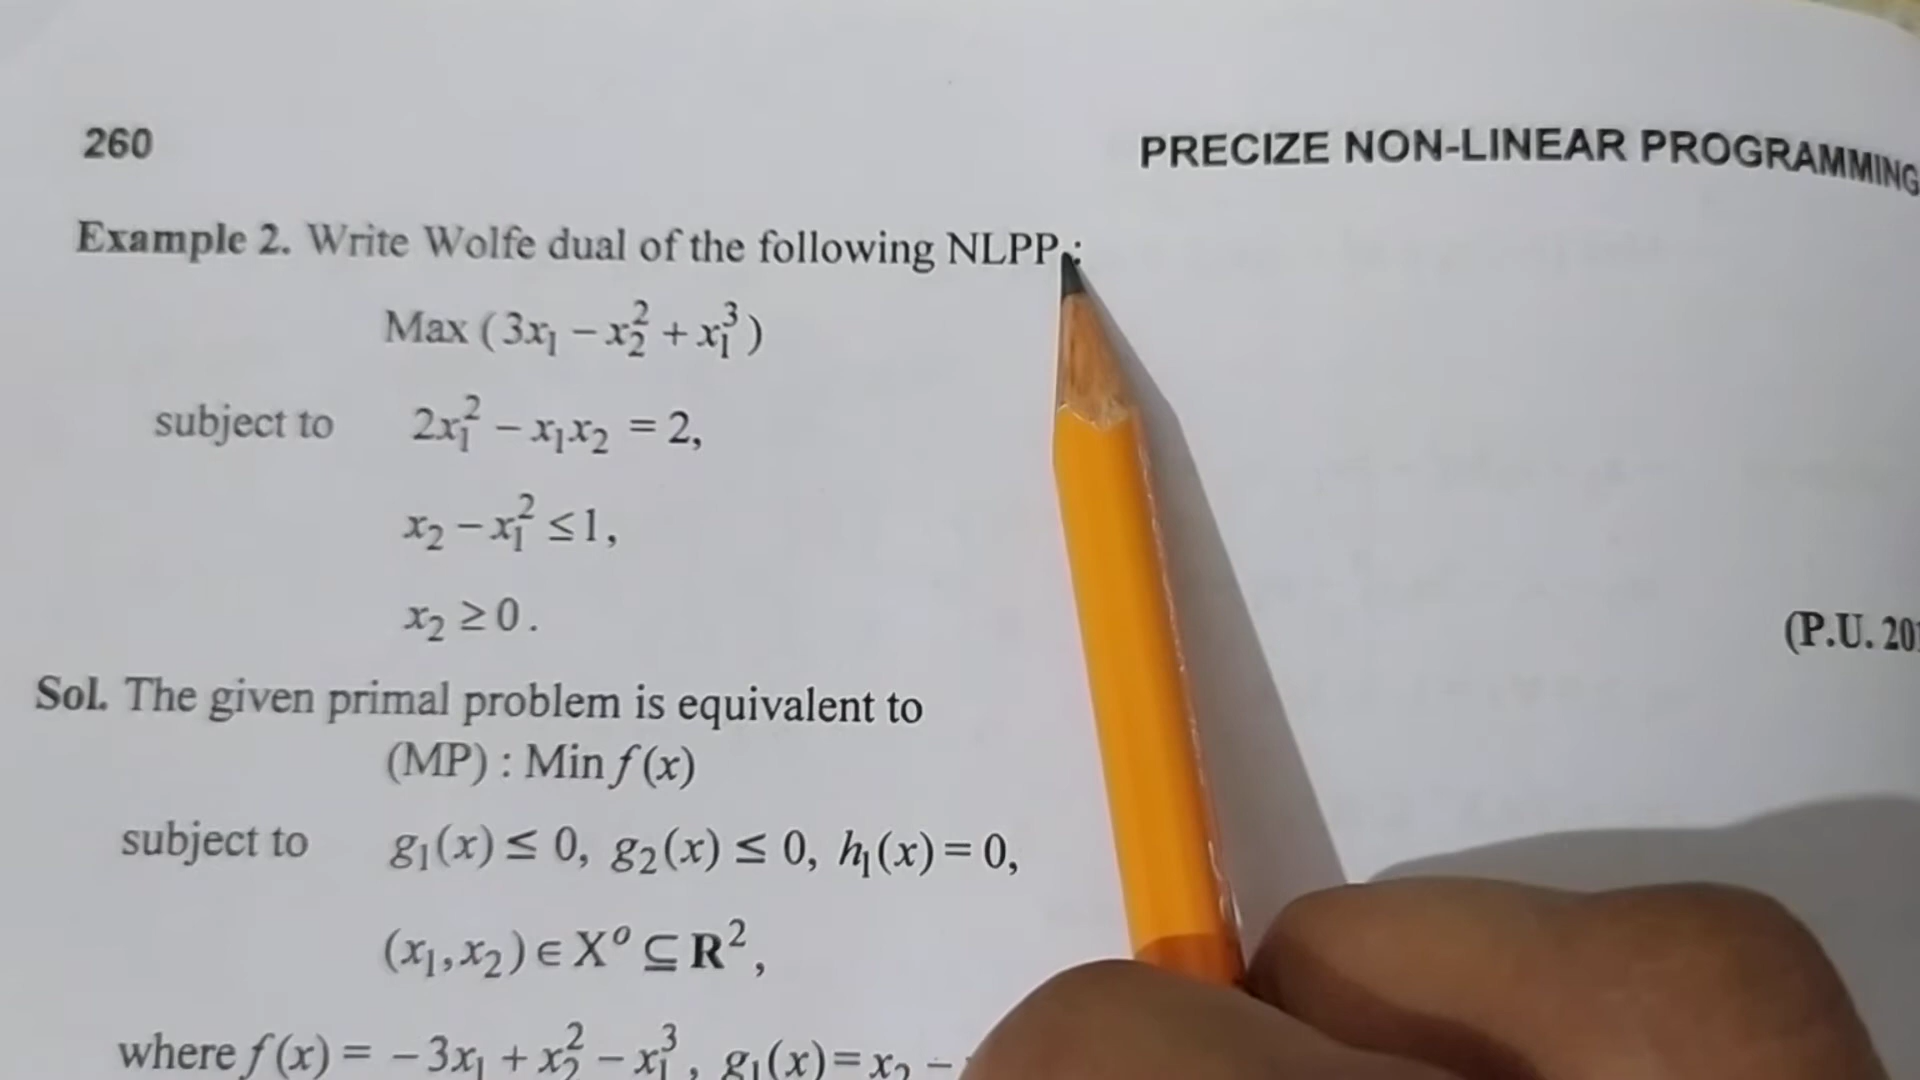 260
PRECIZE NON-LINEAR PROGRAMMING
Example 2. Write Wolfe dual of the following NLPP :
Max ( 3x₁ − x₂² + x₁³ )
subject to 2x₁² − x₁x₂ = 2,
x₂ − x₁² ≤ 1,
x₂ ≥ 0 .
(P.U. 201
Sol. The given primal problem is equivalent to
(MP) : Min f (x)
subject to g₁(x) ≤ 0, g₂(x) ≤ 0, h₁(x) = 0,
(x₁, x₂) ∈ X⁰ ⊆ R²,
where f (x) = − 3x₁ + x₂² − x₁³, g₁(x) = x₂ −